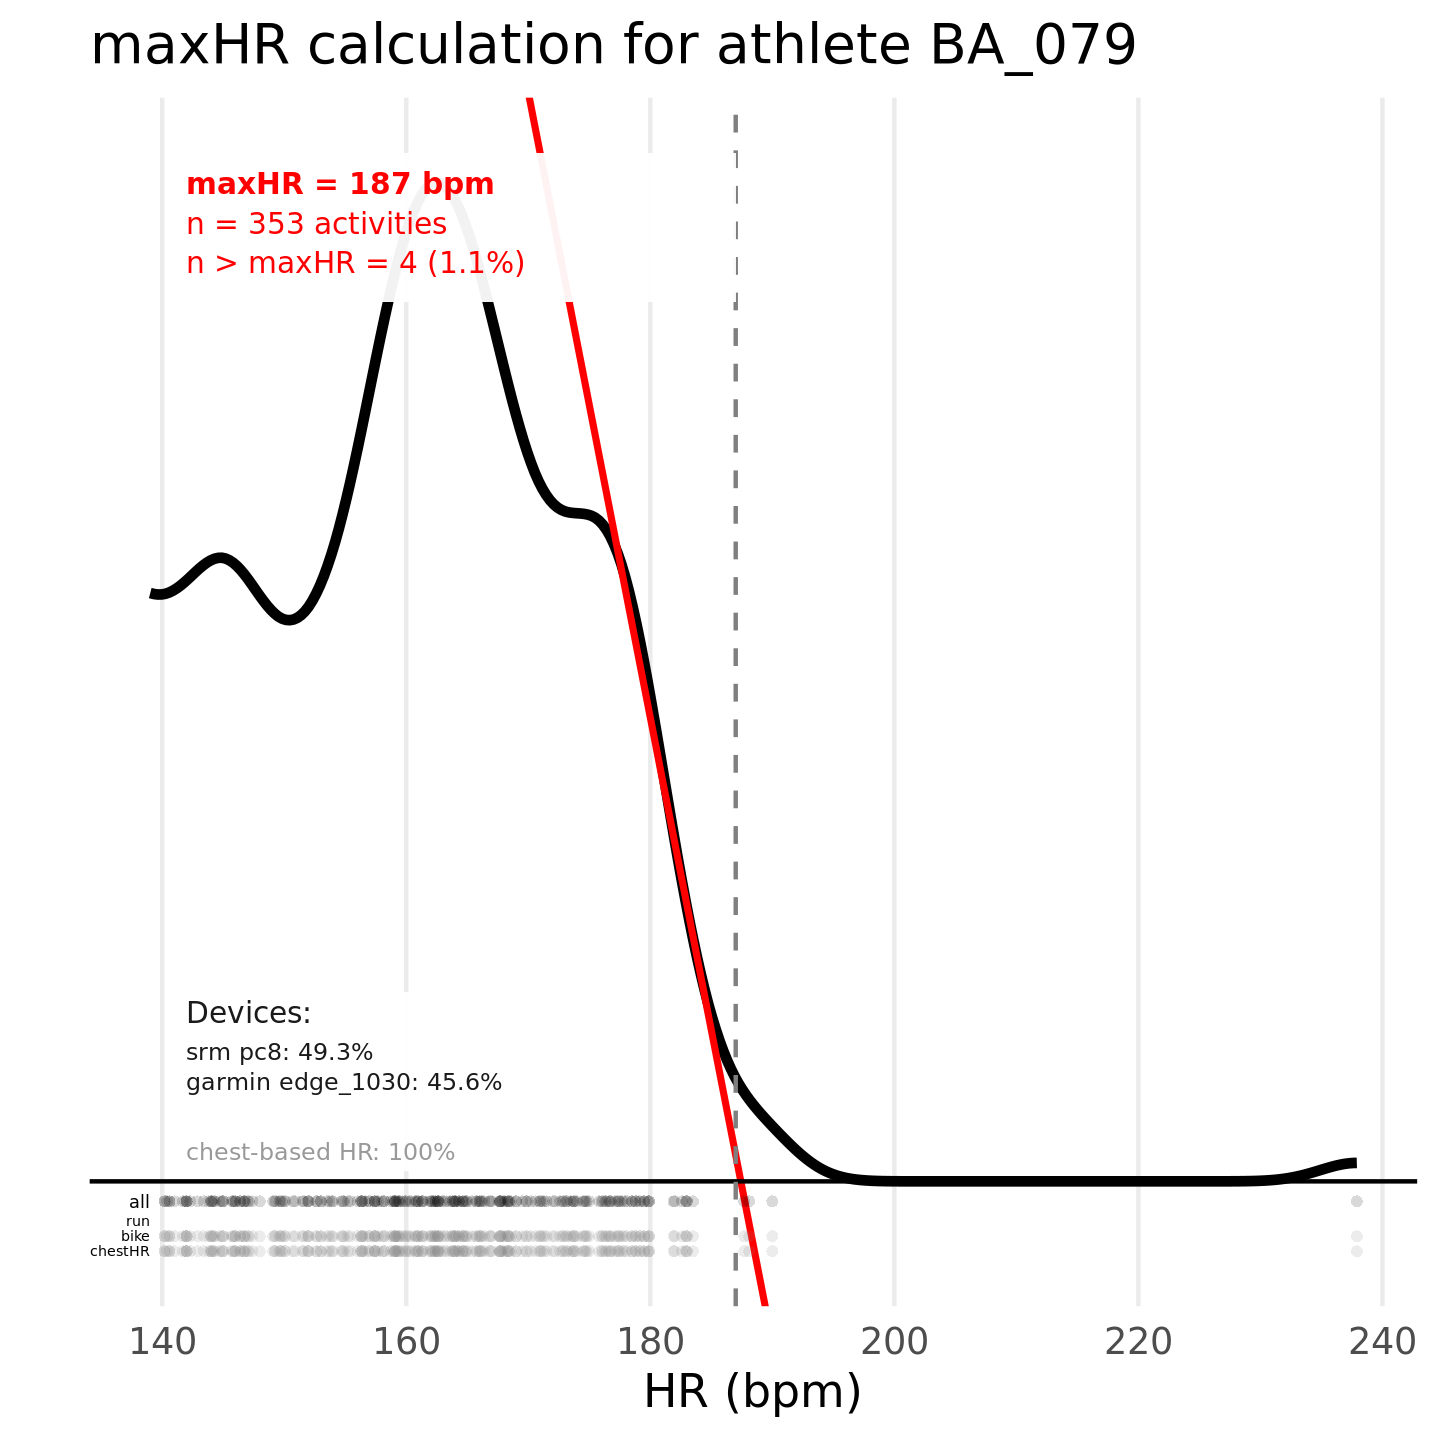 maxHR calculation for athlete BA_079
maxHR = 187 bpm
n = 353 activities
n > maxHR = 4 (1.1%)
Devices:
srm pc8: 49.3%
garmin edge_1030: 45.6%
chest-based HR: 100%
all
run
bike
chestHR
140 160 180 200 220 240
HR (bpm)